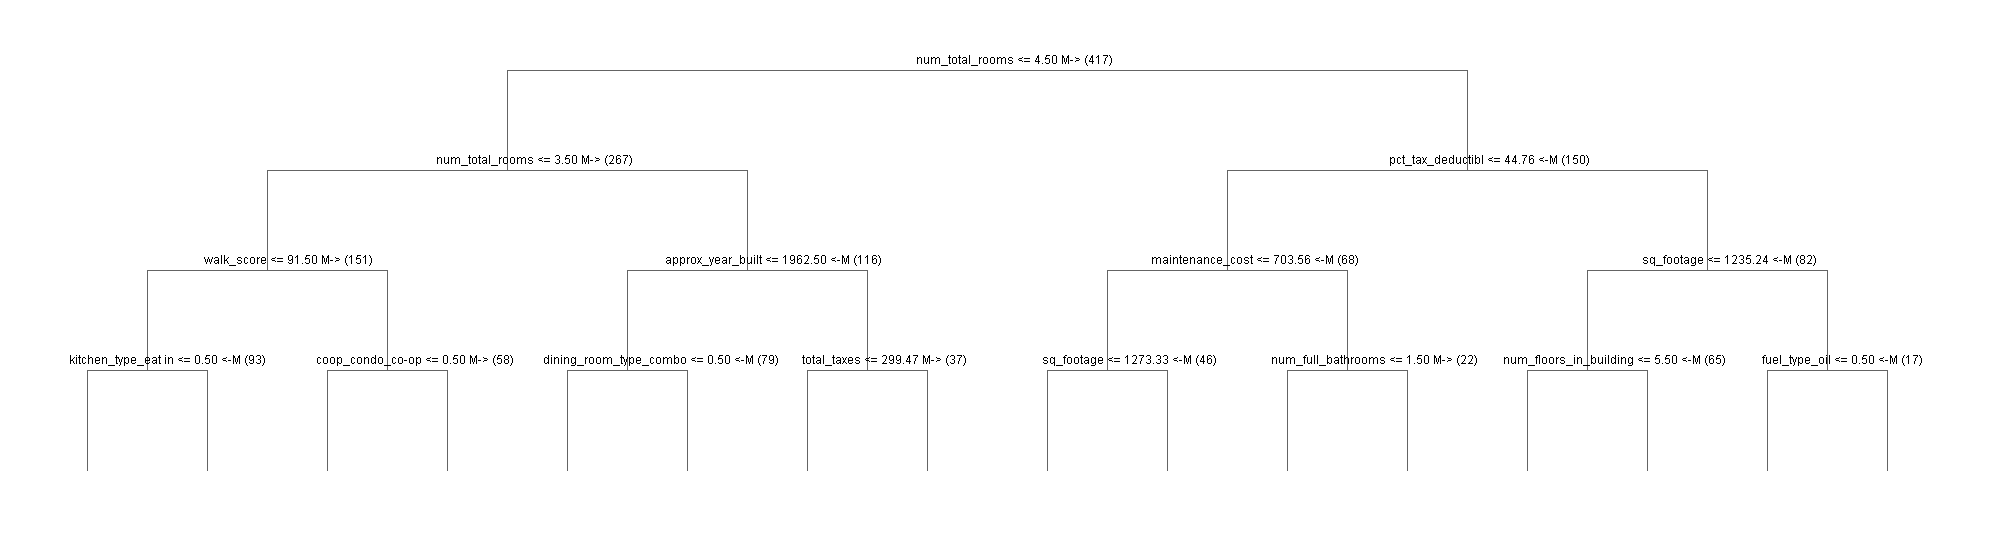 num_total_rooms <= 4.50 M-> (417)
num_total_rooms <= 3.50 M-> (267)
pct_tax_deductibl <= 44.76 <-M (150)
walk_score <= 91.50 M-> (151)
approx_year_built <= 1962.50 <-M (116)
maintenance_cost <= 703.56 <-M (68)
sq_footage <= 1235.24 <-M (82)
kitchen_type_eat in <= 0.50 <-M (93)
coop_condo_co-op <= 0.50 M-> (58)
dining_room_type_combo <= 0.50 <-M (79)
total_taxes <= 299.47 M-> (37)
sq_footage <= 1273.33 <-M (46)
num_full_bathrooms <= 1.50 M-> (22)
num_floors_in_building <= 5.50 <-M (65)
fuel_type_oil <= 0.50 <-M (17)